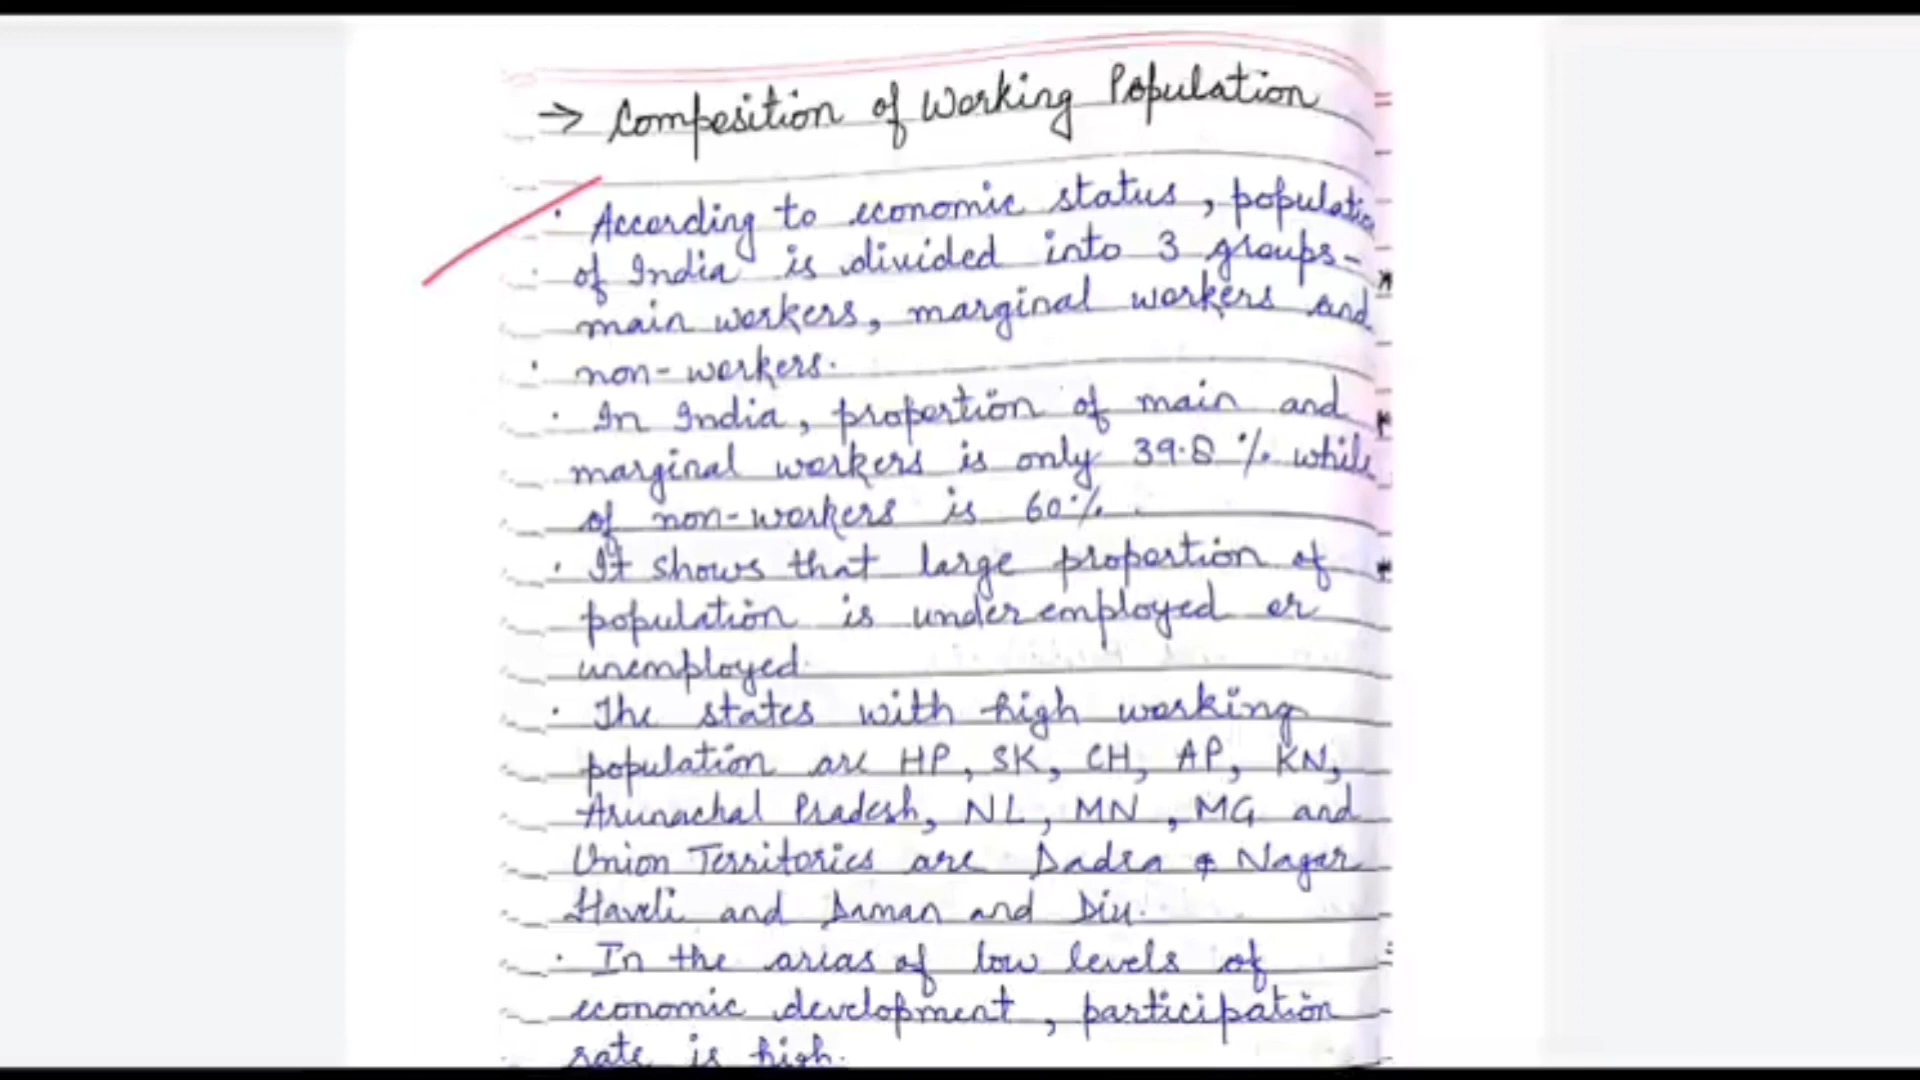 → Composition of Working Population
· According to economic status, population
of India is divided into 3 groups-
main workers, marginal workers and
non-workers.
· In India, proportion of main and
marginal workers is only 39.8 % while
of non-workers is 60%.
· It shows that large proportion of
population is underemployed or
unemployed.
· The states with high working
population are HP, SK, CH, AP, KN,
Arunachal Pradesh, NL, MN, MG and
Union Territories are Dadra & Nagar
Haveli and Daman and Diu.
· In the arias of low levels of
economic development, participation
rate is high.